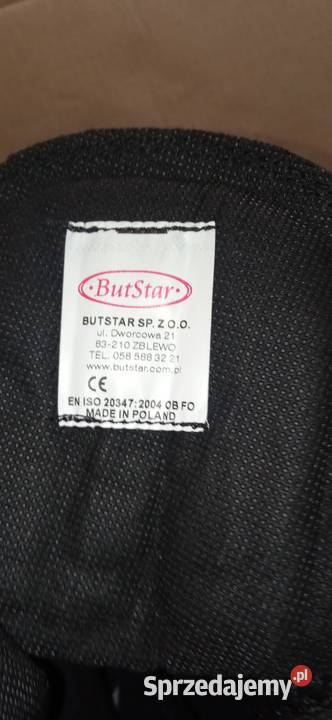 ·ButStar·
BUTSTAR SP. Z O.O.
ul. Dworcowa 21
83-210 ZBLEWO
TEL. 058 588 32 21
www.butstar.com.pl
CE
EN ISO 20347:2004 OB FO
MADE IN POLAND
Sprzedajemy.pl